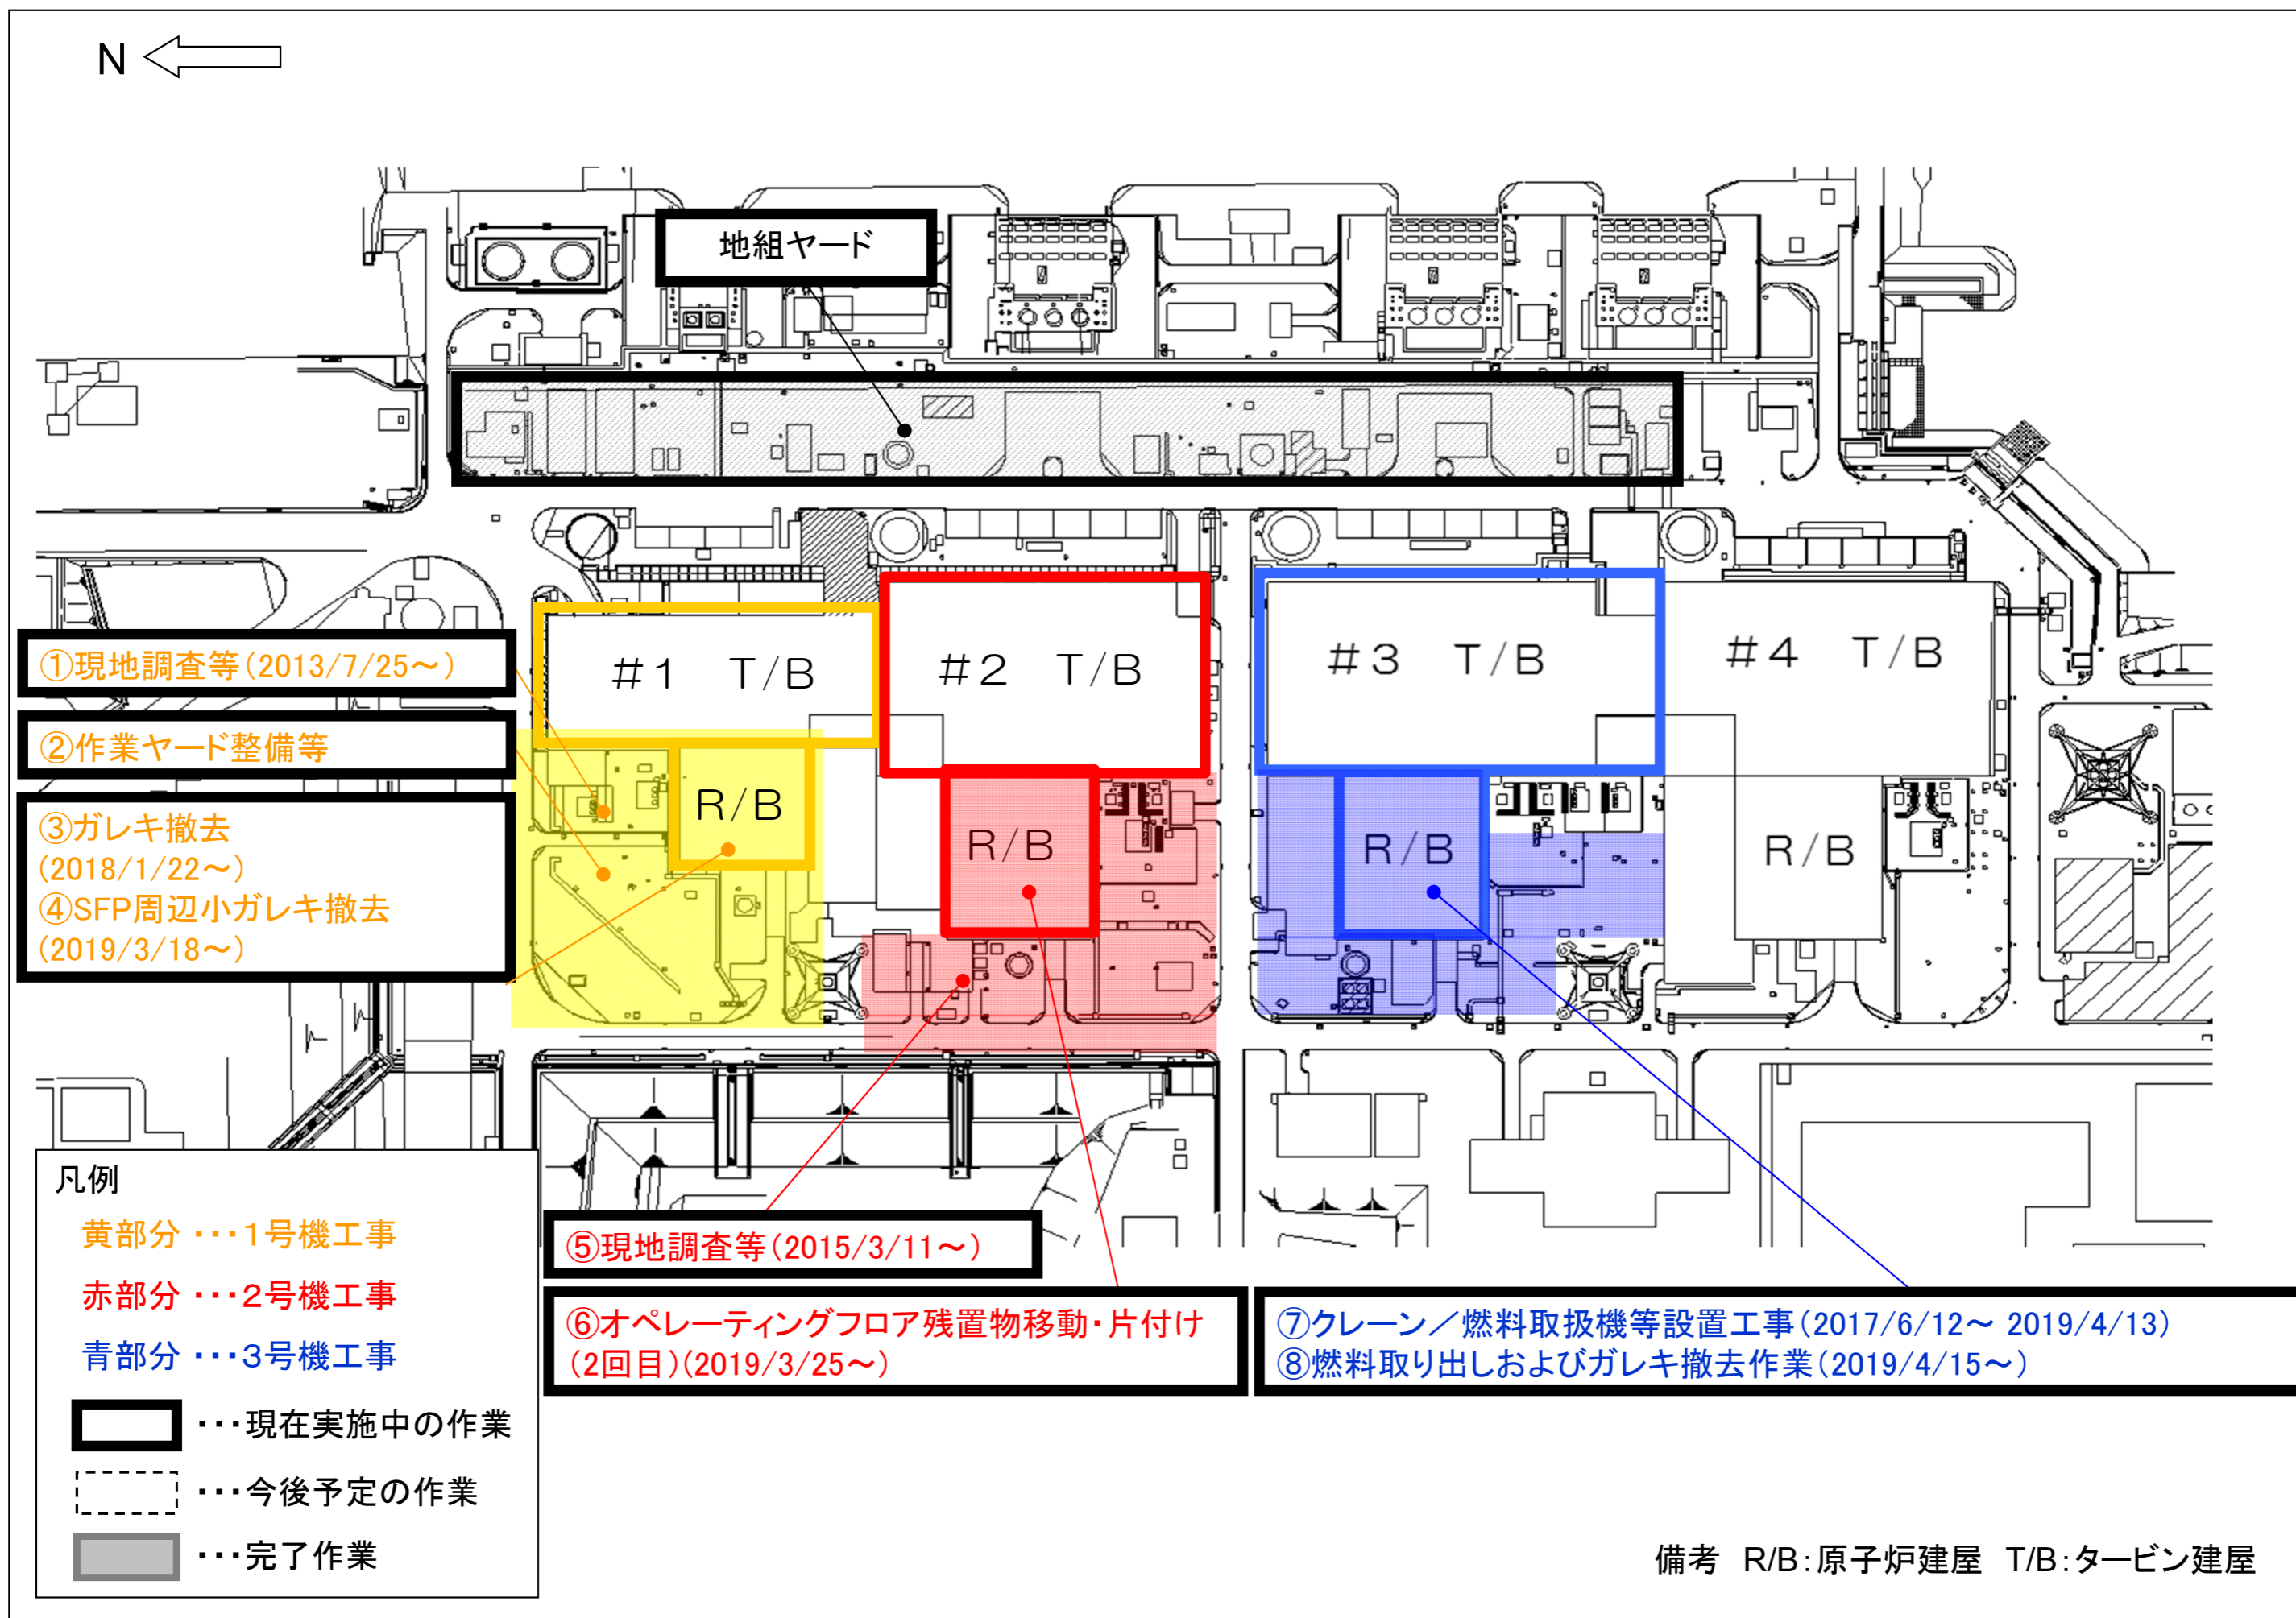 N
地組ヤード
①現地調査等(2013/7/25～)
②作業ヤード整備等
③ガレキ撤去
(2018/1/22～)
④SFP周辺小ガレキ撤去
(2019/3/18～)
#1 T/B
#2 T/B
#3 T/B
#4 T/B
R/B
R/B
R/B
R/B
⑤現地調査等(2015/3/11～)
⑥オペレーティングフロア残置物移動・片付け
(2回目)(2019/3/25～)
⑦クレーン／燃料取扱機等設置工事(2017/6/12～ 2019/4/13)
⑧燃料取り出しおよびガレキ撤去作業(2019/4/15～)
凡例
黄部分 ･･･1号機工事
赤部分 ･･･2号機工事
青部分 ･･･3号機工事
･･･現在実施中の作業
･･･今後予定の作業
･･･完了作業
備考 R/B:原子炉建屋 T/B:タービン建屋